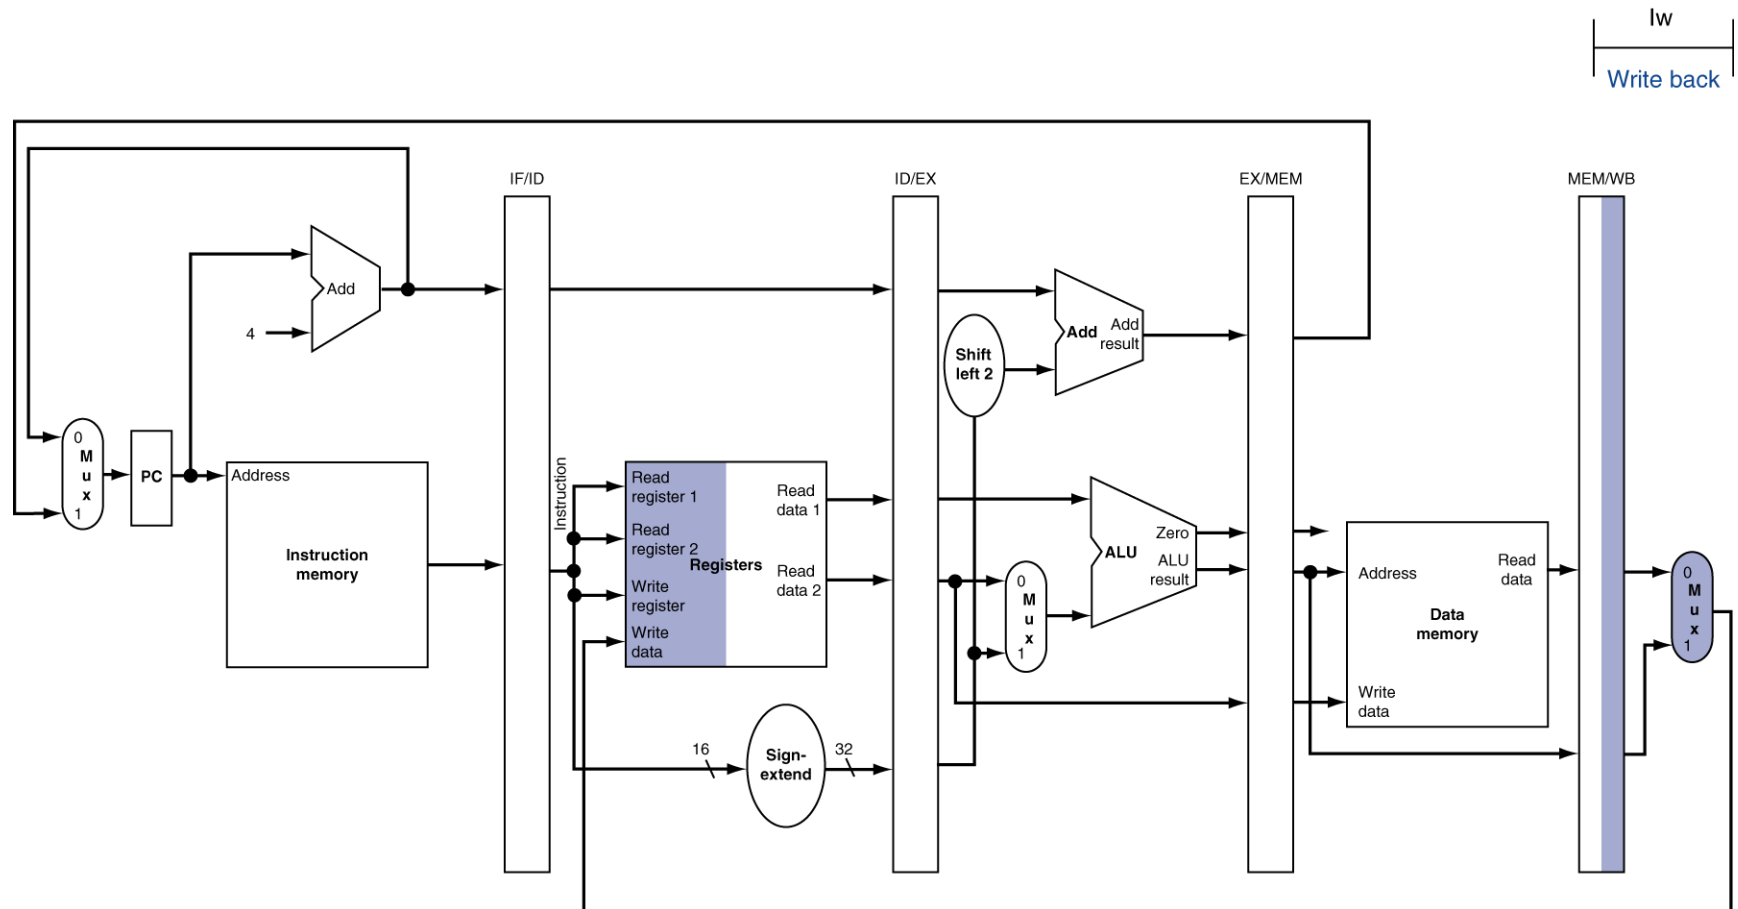 lw
Write back
IF/ID
ID/EX
EX/MEM
MEM/WB
Add
4
Add
Add
result
Shift
left 2
0
M
u
x
1
PC
Address
Instruction
memory
Instruction
Read
register 1
Read
register 2
Write
register
Write
data
Registers
Read
data 1
Read
data 2
16
Sign-
extend
32
0
M
u
x
1
ALU
Zero
ALU
result
Address
Read
data
Data
memory
Write
data
0
M
u
x
1